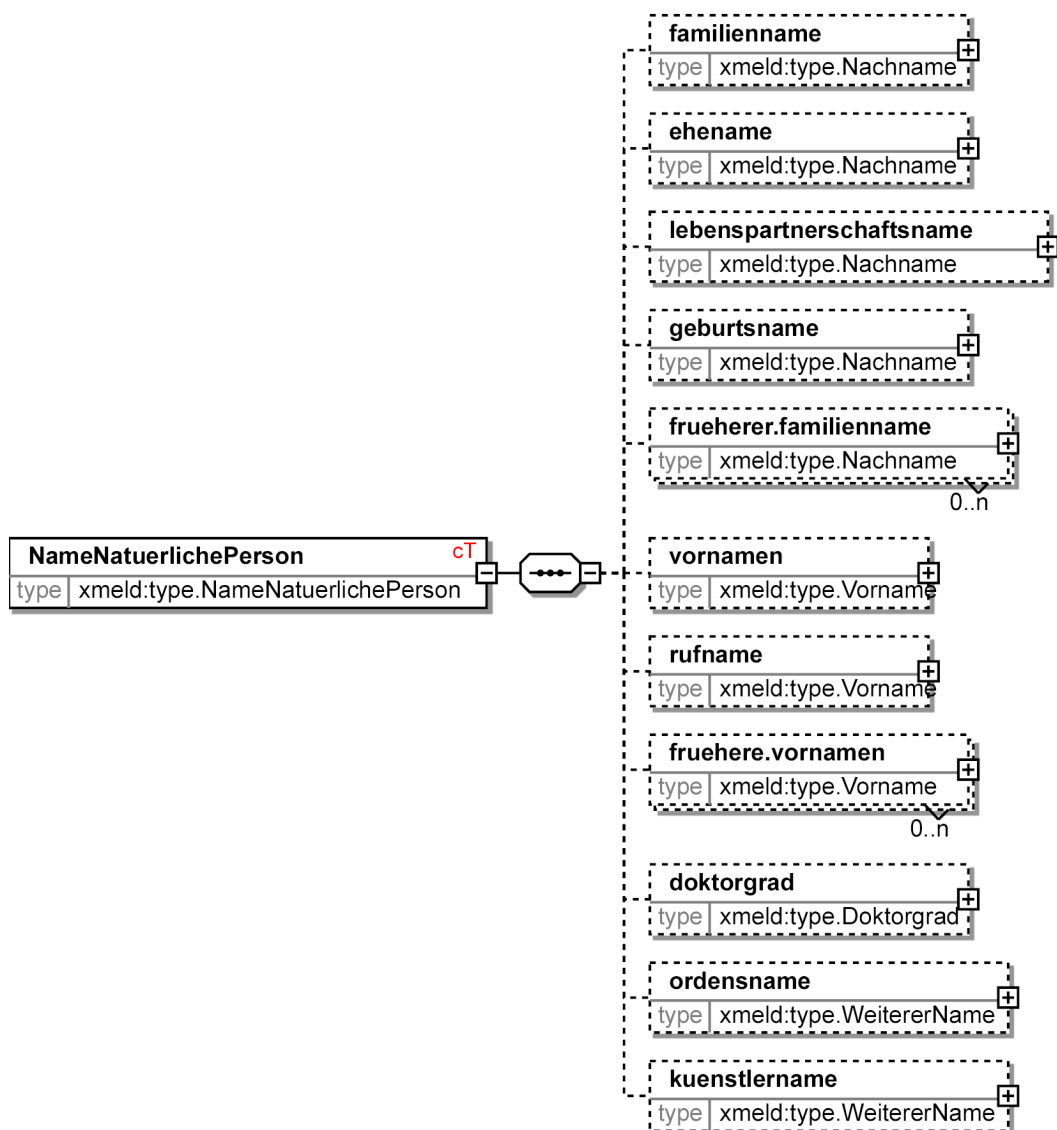 familienname
type xmeld:type.Nachname
ehename
type xmeld:type.Nachname
lebenspartnerschaftsname
type xmeld:type.Nachname
geburtsname
type xmeld:type.Nachname
frueherer.familienname
type xmeld:type.Nachname
0..n
NameNatuerlichePerson cT
type xmeld:type.NameNatuerlichePerson
vornamen
type xmeld:type.Vorname
rufname
type xmeld:type.Vorname
fruehere.vornamen
type xmeld:type.Vorname
0..n
doktorgrad
type xmeld:type.Doktorgrad
ordensname
type xmeld:type.WeitererName
kuenstlername
type xmeld:type.WeitererName